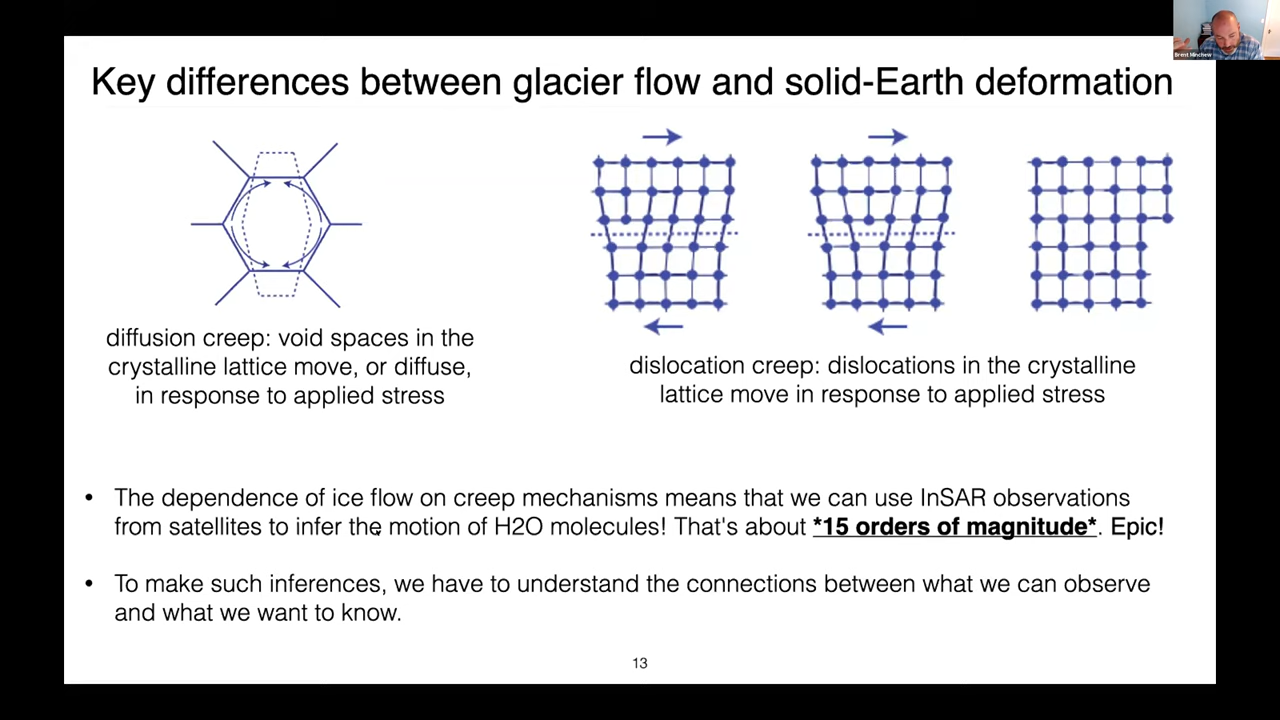 Brent Minchew
Key differences between glacier flow and solid-Earth deformation
diffusion creep: void spaces in the
crystalline lattice move, or diffuse,
in response to applied stress
dislocation creep: dislocations in the crystalline
lattice move in response to applied stress
• The dependence of ice flow on creep mechanisms means that we can use InSAR observations
from satellites to infer the motion of H2O molecules! That's about *15 orders of magnitude*. Epic!
• To make such inferences, we have to understand the connections between what we can observe
and what we want to know.
13